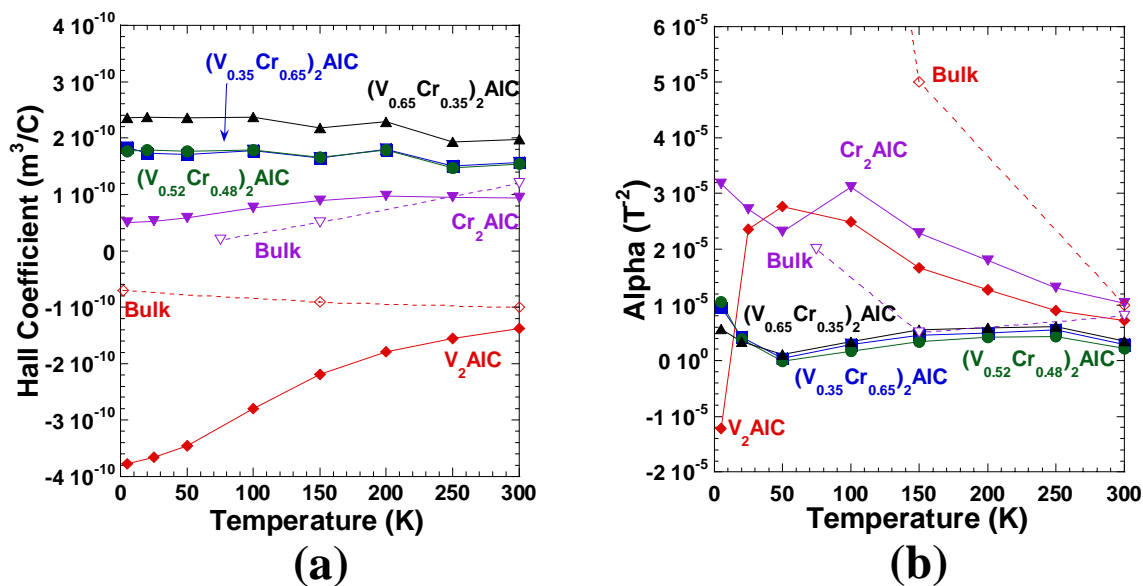 4 10⁻¹⁰
3 10⁻¹⁰
2 10⁻¹⁰
1 10⁻¹⁰
0
-1 10⁻¹⁰
-2 10⁻¹⁰
-3 10⁻¹⁰
-4 10⁻¹⁰
Hall Coefficient (m³/C)
(V₀.₃₅Cr₀.₆₅)₂AlC
(V₀.₆₅Cr₀.₃₅)₂AlC
(V₀.₅₂Cr₀.₄₈)₂AlC
Cr₂AlC
Bulk
Bulk
V₂AlC
0 50 100 150 200 250 300
Temperature (K)
(a)
6 10⁻⁵
5 10⁻⁵
4 10⁻⁵
3 10⁻⁵
2 10⁻⁵
1 10⁻⁵
0 10⁰
-1 10⁻⁵
-2 10⁻⁵
Alpha (T⁻²)
Bulk
Cr₂AlC
Bulk
(V₀.₆₅Cr₀.₃₅)₂AlC
(V₀.₅₂Cr₀.₄₈)₂AlC
(V₀.₃₅Cr₀.₆₅)₂AlC
V₂AlC
0 50 100 150 200 250 300
Temperature (K)
(b)